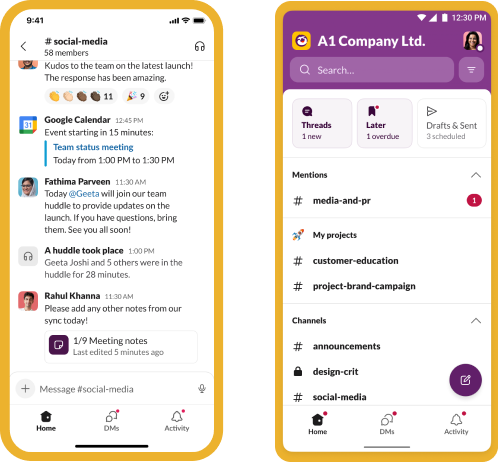 9:41
# social-media
58 members
Kudos to the team on the latest launch!
The response has been amazing.
11
9
Google Calendar 12:45 PM
31
Event starting in 15 minutes:
Team status meeting
Today from 1:00 PM to 1:30 PM
Fathima Parveen 11:30 AM
Today @Geeta will join our team
huddle to provide updates on the
launch. If you have questions, bring
them. See you all soon!
A huddle took place 1:00 PM
Geeta Joshi and 5 others were in the
huddle for 28 minutes.
Rahul Khanna 11:30 AM
Please add any other notes from our
sync today!
1/9 Meeting notes
Last edited 5 minutes ago
Message #social-media
Home
DMs
Activity
12:30 PM
A1 Company Ltd.
Search...
Threads
1 new
Later
1 overdue
Drafts & Sent
3 scheduled
Mentions
# media-and-pr
1
My projects
# customer-education
# project-brand-campaign
Channels
# announcements
design-crit
# social-media
Home
DMs
Activity